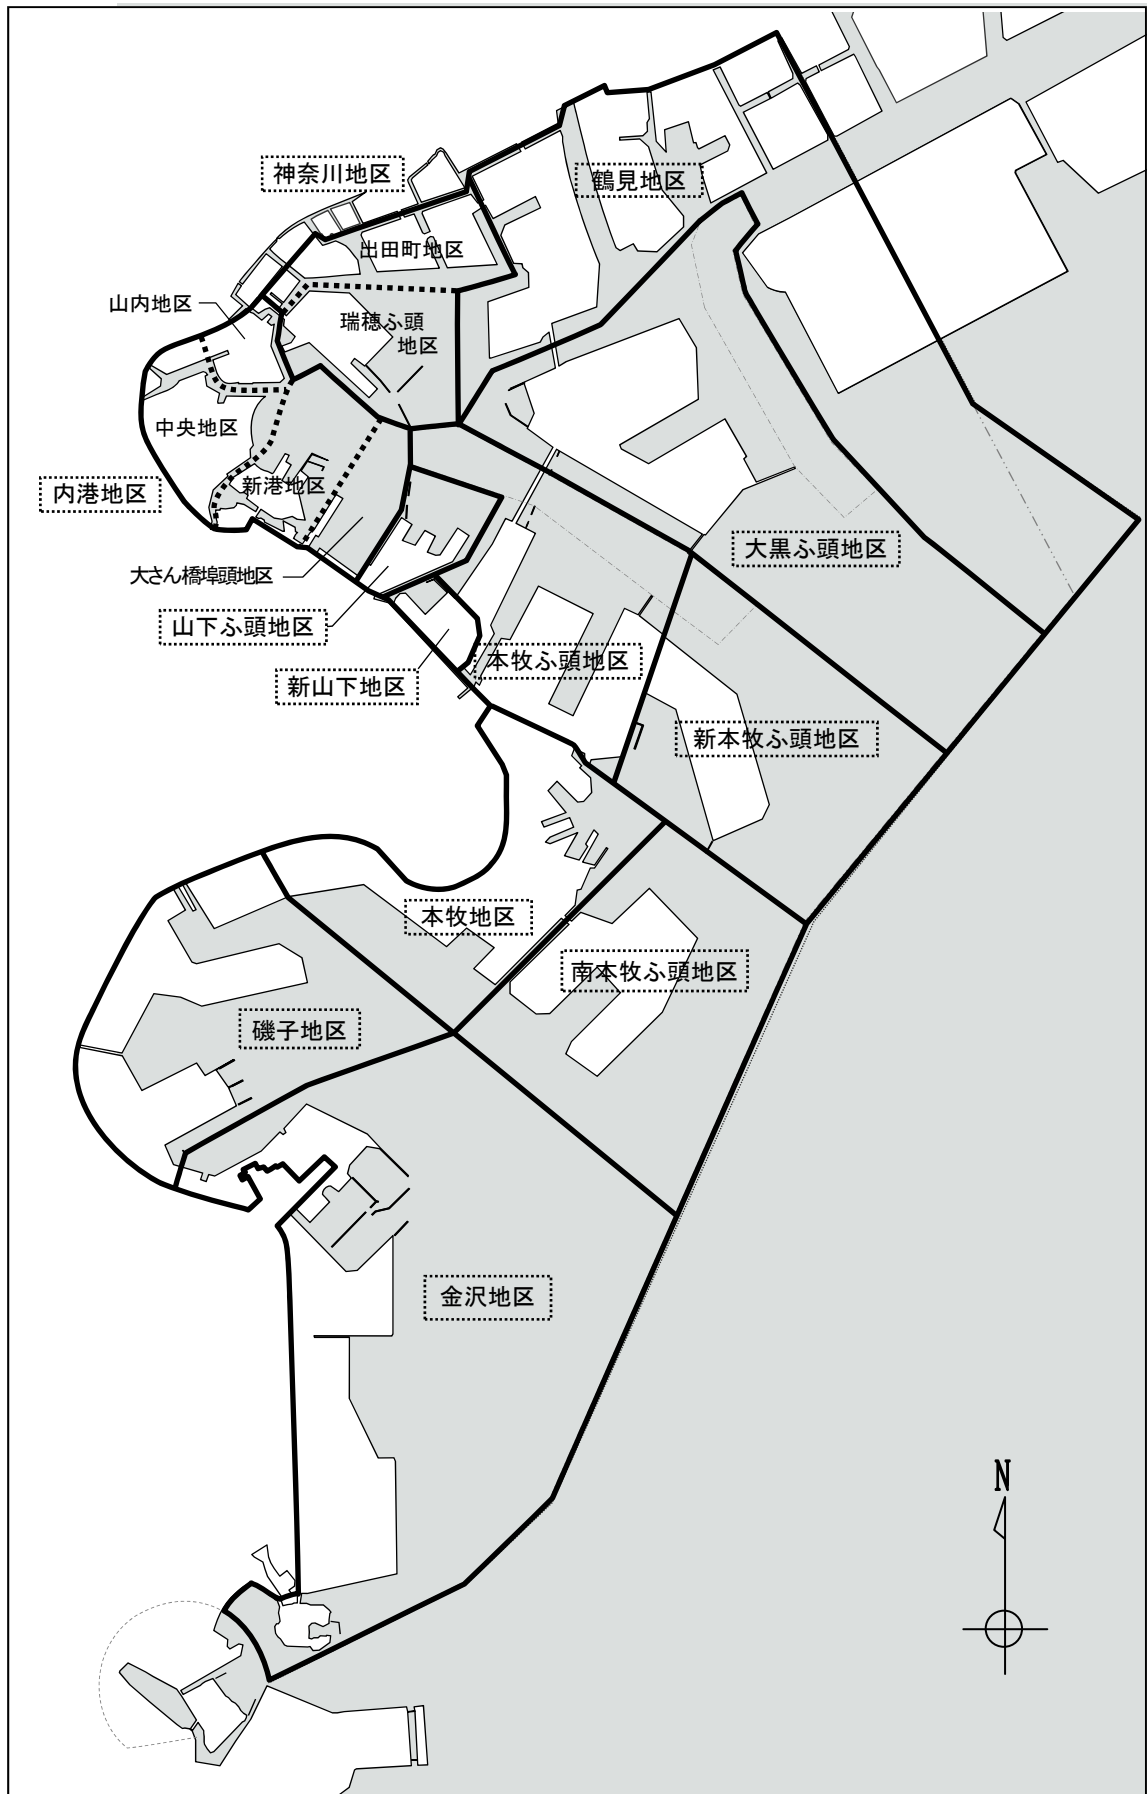 神奈川地区
鶴見地区
出田町地区
山内地区
瑞穂ふ頭
地区
中央地区
内港地区
新港地区
大黒ふ頭地区
大さん橋埠頭地区
山下ふ頭地区
本牧ふ頭地区
新山下地区
新本牧ふ頭地区
本牧地区
南本牧ふ頭地区
磯子地区
金沢地区
N